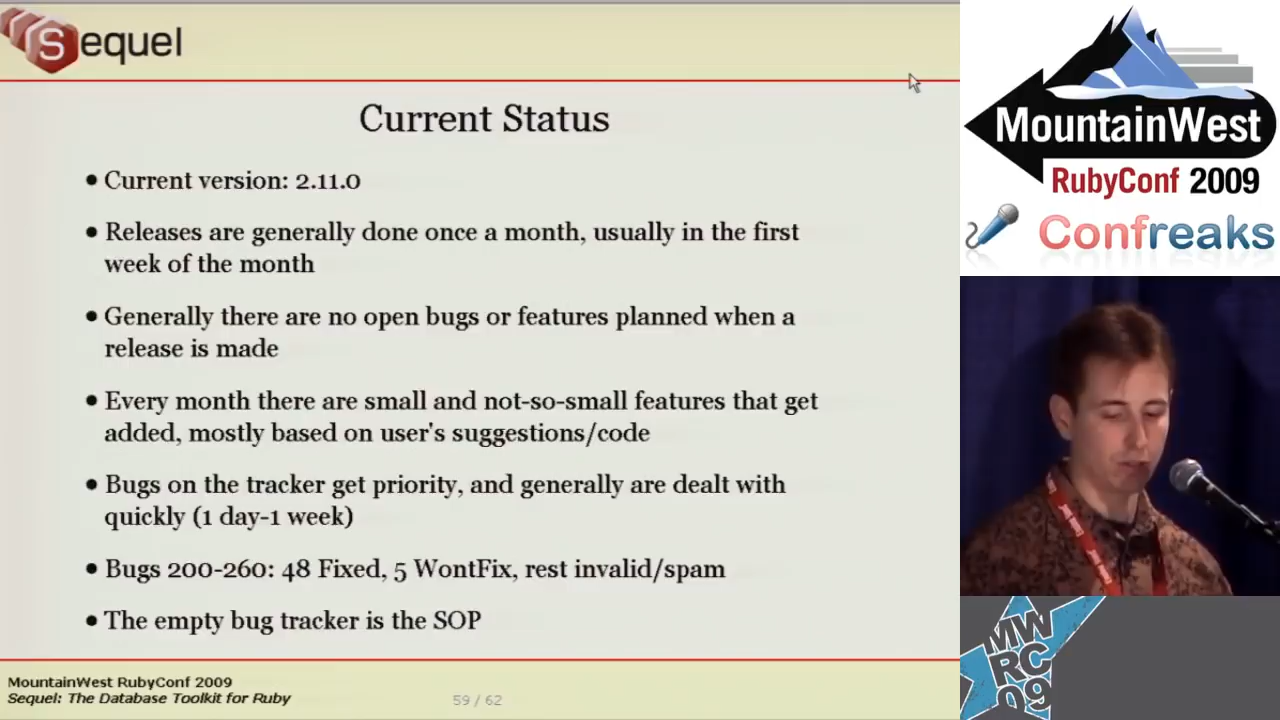 Sequel
Current Status
• Current version: 2.11.0
• Releases are generally done once a month, usually in the first
week of the month
• Generally there are no open bugs or features planned when a
release is made
• Every month there are small and not-so-small features that get
added, mostly based on user's suggestions/code
• Bugs on the tracker get priority, and generally are dealt with
quickly (1 day-1 week)
• Bugs 200-260: 48 Fixed, 5 WontFix, rest invalid/spam
• The empty bug tracker is the SOP
MountainWest RubyConf 2009
Sequel: The Database Toolkit for Ruby
59 / 62
MountainWest
RubyConf 2009
Confreaks
MW
RC
09